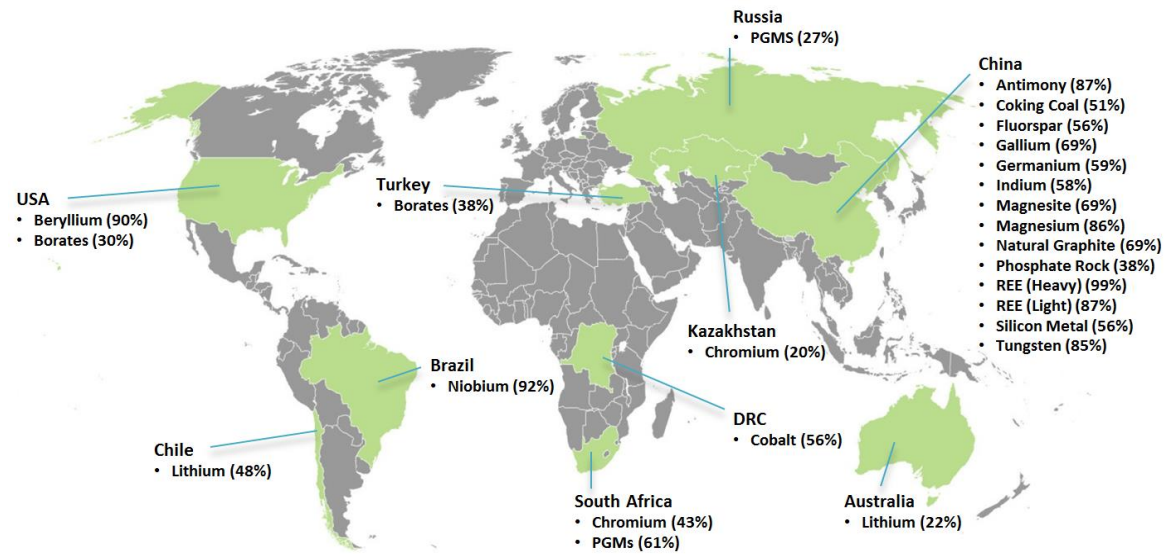 Russia
• PGMS (27%)
China
• Antimony (87%)
• Coking Coal (51%)
• Fluorspar (56%)
• Gallium (69%)
• Germanium (59%)
• Indium (58%)
• Magnesite (69%)
• Magnesium (86%)
• Natural Graphite (69%)
• Phosphate Rock (38%)
• REE (Heavy) (99%)
• REE (Light) (87%)
• Silicon Metal (56%)
• Tungsten (85%)
USA
• Beryllium (90%)
• Borates (30%)
Turkey
• Borates (38%)
Kazakhstan
• Chromium (20%)
Brazil
• Niobium (92%)
DRC
• Cobalt (56%)
Chile
• Lithium (48%)
South Africa
• Chromium (43%)
• PGMs (61%)
Australia
• Lithium (22%)